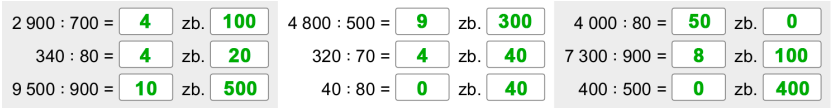 2 900 : 700 = 4 zb. 100
340 : 80 = 4 zb. 20
9 500 : 900 = 10 zb. 500
4 800 : 500 = 9 zb. 300
320 : 70 = 4 zb. 40
40 : 80 = 0 zb. 40
4 000 : 80 = 50 zb. 0
7 300 : 900 = 8 zb. 100
400 : 500 = 0 zb. 400